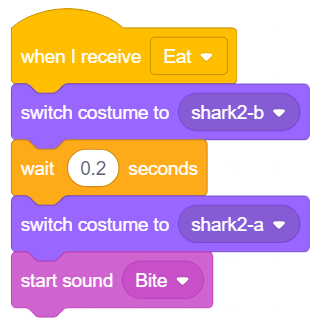 when I receive Eat
switch costume to shark2-b
wait 0.2 seconds
switch costume to shark2-a
start sound Bite